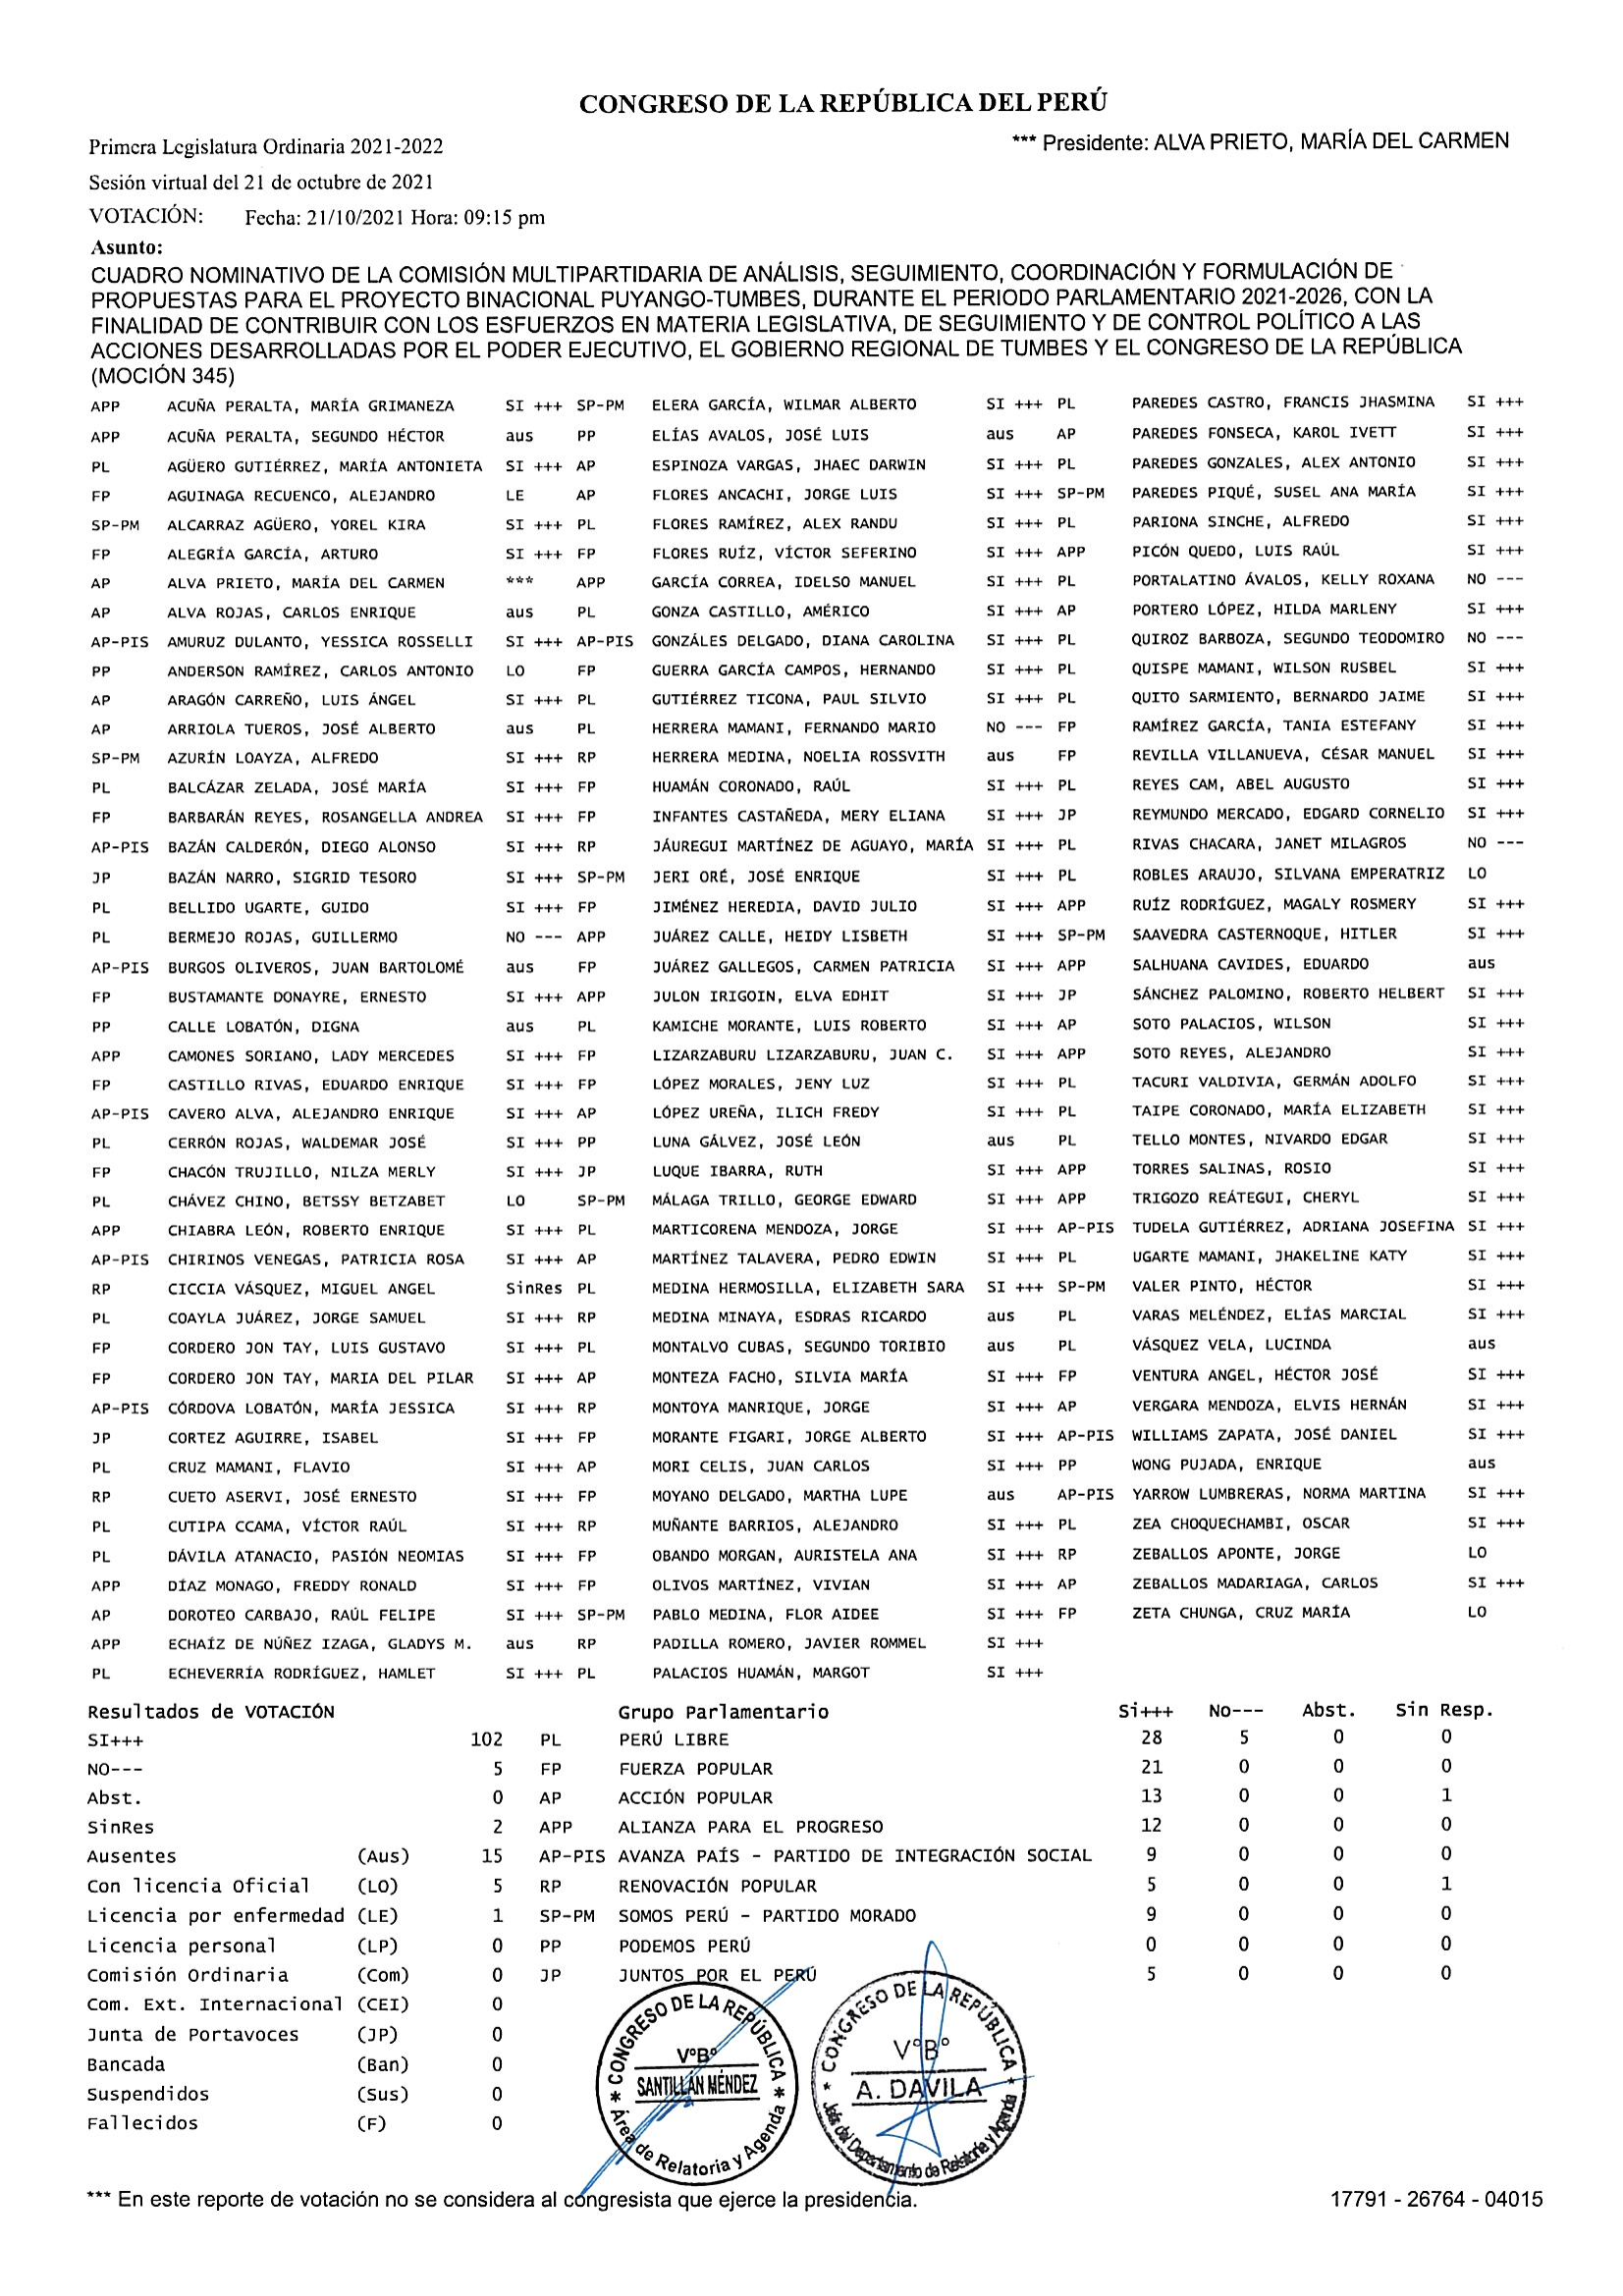 CONGRESO DE LA REPÚBLICA DEL PERÚ
Primera Legislatura Ordinaria 2021-2022 *** Presidente: ALVA PRIETO, MARÍA DEL CARMEN
Sesión virtual del 21 de octubre de 2021
VOTACIÓN: Fecha: 21/10/2021 Hora: 09:15 pm
Asunto:
CUADRO NOMINATIVO DE LA COMISIÓN MULTIPARTIDARIA DE ANÁLISIS, SEGUIMIENTO, COORDINACIÓN Y FORMULACIÓN DE
PROPUESTAS PARA EL PROYECTO BINACIONAL PUYANGO-TUMBES, DURANTE EL PERIODO PARLAMENTARIO 2021-2026, CON LA
FINALIDAD DE CONTRIBUIR CON LOS ESFUERZOS EN MATERIA LEGISLATIVA, DE SEGUIMIENTO Y DE CONTROL POLÍTICO A LAS
ACCIONES DESARROLLADAS POR EL PODER EJECUTIVO, EL GOBIERNO REGIONAL DE TUMBES Y EL CONGRESO DE LA REPÚBLICA
(MOCIÓN 345)
APP ACUÑA PERALTA, MARÍA GRIMANEZA SI +++ SP-PM ELERA GARCÍA, WILMAR ALBERTO SI +++ PL PAREDES CASTRO, FRANCIS JHASMINA SI +++
APP ACUÑA PERALTA, SEGUNDO HÉCTOR aus PP ELÍAS AVALOS, JOSÉ LUIS aus AP PAREDES FONSECA, KAROL IVETT SI +++
PL AGÜERO GUTIÉRREZ, MARÍA ANTONIETA SI +++ AP ESPINOZA VARGAS, JHAEC DARWIN SI +++ PL PAREDES GONZALES, ALEX ANTONIO SI +++
FP AGUINAGA RECUENCO, ALEJANDRO LE AP FLORES ANCACHI, JORGE LUIS SI +++ SP-PM PAREDES PIQUÉ, SUSEL ANA MARÍA SI +++
SP-PM ALCARRAZ AGÜERO, YOREL KIRA SI +++ PL FLORES RAMÍREZ, ALEX RANDU SI +++ PL PARIONA SINCHE, ALFREDO SI +++
FP ALEGRÍA GARCÍA, ARTURO SI +++ FP FLORES RUÍZ, VÍCTOR SEFERINO SI +++ APP PICÓN QUEDO, LUIS RAÚL SI +++
AP ALVA PRIETO, MARÍA DEL CARMEN *** APP GARCÍA CORREA, IDELSO MANUEL SI +++ PL PORTALATINO ÁVALOS, KELLY ROXANA NO ---
AP ALVA ROJAS, CARLOS ENRIQUE aus PL GONZA CASTILLO, AMÉRICO SI +++ AP PORTERO LÓPEZ, HILDA MARLENY SI +++
AP-PIS AMURUZ DULANTO, YESSICA ROSSELLI SI +++ AP-PIS GONZÁLES DELGADO, DIANA CAROLINA SI +++ PL QUIROZ BARBOZA, SEGUNDO TEODOMIRO NO ---
PP ANDERSON RAMÍREZ, CARLOS ANTONIO LO FP GUERRA GARCÍA CAMPOS, HERNANDO SI +++ PL QUISPE MAMANI, WILSON RUSBEL SI +++
AP ARAGÓN CARREÑO, LUIS ÁNGEL SI +++ PL GUTIÉRREZ TICONA, PAUL SILVIO SI +++ PL QUITO SARMIENTO, BERNARDO JAIME SI +++
AP ARRIOLA TUEROS, JOSÉ ALBERTO aus PL HERRERA MAMANI, FERNANDO MARIO NO --- FP RAMÍREZ GARCÍA, TANIA ESTEFANY SI +++
SP-PM AZURÍN LOAYZA, ALFREDO SI +++ RP HERRERA MEDINA, NOELIA ROSSVITH aus FP REVILLA VILLANUEVA, CÉSAR MANUEL SI +++
PL BALCÁZAR ZELADA, JOSÉ MARÍA SI +++ FP HUAMÁN CORONADO, RAÚL SI +++ PL REYES CAM, ABEL AUGUSTO SI +++
FP BARBARÁN REYES, ROSANGELLA ANDREA SI +++ FP INFANTES CASTAÑEDA, MERY ELIANA SI +++ JP REYMUNDO MERCADO, EDGARD CORNELIO SI +++
AP-PIS BAZÁN CALDERÓN, DIEGO ALONSO SI +++ RP JÁUREGUI MARTÍNEZ DE AGUAYO, MARÍA SI +++ PL RIVAS CHACARA, JANET MILAGROS NO ---
JP BAZÁN NARRO, SIGRID TESORO SI +++ SP-PM JERI ORÉ, JOSÉ ENRIQUE SI +++ PL ROBLES ARAUJO, SILVANA EMPERATRIZ LO
PL BELLIDO UGARTE, GUIDO SI +++ FP JIMÉNEZ HEREDIA, DAVID JULIO SI +++ APP RUÍZ RODRÍGUEZ, MAGALY ROSMERY SI +++
PL BERMEJO ROJAS, GUILLERMO NO --- APP JUÁREZ CALLE, HEIDY LISBETH SI +++ SP-PM SAAVEDRA CASTERNOQUE, HITLER SI +++
AP-PIS BURGOS OLIVEROS, JUAN BARTOLOMÉ aus FP JUÁREZ GALLEGOS, CARMEN PATRICIA SI +++ APP SALHUANA CAVIDES, EDUARDO aus
FP BUSTAMANTE DONAYRE, ERNESTO SI +++ APP JULON IRIGOIN, ELVA EDHIT SI +++ JP SÁNCHEZ PALOMINO, ROBERTO HELBERT SI +++
PP CALLE LOBATÓN, DIGNA aus PL KAMICHE MORANTE, LUIS ROBERTO SI +++ AP SOTO PALACIOS, WILSON SI +++
APP CAMONES SORIANO, LADY MERCEDES SI +++ FP LIZARZABURU LIZARZABURU, JUAN C. SI +++ APP SOTO REYES, ALEJANDRO SI +++
FP CASTILLO RIVAS, EDUARDO ENRIQUE SI +++ FP LÓPEZ MORALES, JENY LUZ SI +++ PL TACURI VALDIVIA, GERMÁN ADOLFO SI +++
AP-PIS CAVERO ALVA, ALEJANDRO ENRIQUE SI +++ AP LÓPEZ UREÑA, ILICH FREDY SI +++ PL TAIPE CORONADO, MARÍA ELIZABETH SI +++
PL CERRÓN ROJAS, WALDEMAR JOSÉ SI +++ PP LUNA GÁLVEZ, JOSÉ LEÓN aus PL TELLO MONTES, NIVARDO EDGAR SI +++
FP CHACÓN TRUJILLO, NILZA MERLY SI +++ JP LUQUE IBARRA, RUTH SI +++ APP TORRES SALINAS, ROSIO SI +++
PL CHÁVEZ CHINO, BETSSY BETZABET LO SP-PM MÁLAGA TRILLO, GEORGE EDWARD SI +++ APP TRIGOZO REÁTEGUI, CHERYL SI +++
APP CHIABRA LEÓN, ROBERTO ENRIQUE SI +++ PL MARTICORENA MENDOZA, JORGE SI +++ AP-PIS TUDELA GUTIÉRREZ, ADRIANA JOSEFINA SI +++
AP-PIS CHIRINOS VENEGAS, PATRICIA ROSA SI +++ AP MARTÍNEZ TALAVERA, PEDRO EDWIN SI +++ PL UGARTE MAMANI, JHAKELINE KATY SI +++
RP CICCIA VÁSQUEZ, MIGUEL ANGEL SinRes PL MEDINA HERMOSILLA, ELIZABETH SARA SI +++ SP-PM VALER PINTO, HÉCTOR SI +++
PL COAYLA JUÁREZ, JORGE SAMUEL SI +++ RP MEDINA MINAYA, ESDRAS RICARDO aus PL VARAS MELÉNDEZ, ELÍAS MARCIAL SI +++
FP CORDERO JON TAY, LUIS GUSTAVO SI +++ PL MONTALVO CUBAS, SEGUNDO TORIBIO aus PL VÁSQUEZ VELA, LUCINDA aus
FP CORDERO JON TAY, MARIA DEL PILAR SI +++ AP MONTEZA FACHO, SILVIA MARÍA SI +++ FP VENTURA ANGEL, HÉCTOR JOSÉ SI +++
AP-PIS CÓRDOVA LOBATÓN, MARÍA JESSICA SI +++ RP MONTOYA MANRIQUE, JORGE SI +++ AP VERGARA MENDOZA, ELVIS HERNÁN SI +++
JP CORTEZ AGUIRRE, ISABEL SI +++ FP MORANTE FIGARI, JORGE ALBERTO SI +++ AP-PIS WILLIAMS ZAPATA, JOSÉ DANIEL SI +++
PL CRUZ MAMANI, FLAVIO SI +++ AP MORI CELIS, JUAN CARLOS SI +++ PP WONG PUJADA, ENRIQUE aus
RP CUETO ASERVI, JOSÉ ERNESTO SI +++ FP MOYANO DELGADO, MARTHA LUPE aus AP-PIS YARROW LUMBRERAS, NORMA MARTINA SI +++
PL CUTIPA CCAMA, VÍCTOR RAÚL SI +++ RP MUÑANTE BARRIOS, ALEJANDRO SI +++ PL ZEA CHOQUECHAMBI, OSCAR SI +++
PL DÁVILA ATANACIO, PASIÓN NEOMIAS SI +++ FP OBANDO MORGAN, AURISTELA ANA SI +++ RP ZEBALLOS APONTE, JORGE LO
APP DÍAZ MONAGO, FREDDY RONALD SI +++ FP OLIVOS MARTÍNEZ, VIVIAN SI +++ AP ZEBALLOS MADARIAGA, CARLOS SI +++
AP DOROTEO CARBAJO, RAÚL FELIPE SI +++ SP-PM PABLO MEDINA, FLOR AIDEE SI +++ FP ZETA CHUNGA, CRUZ MARÍA LO
APP ECHAÍZ DE NÚÑEZ IZAGA, GLADYS M. aus RP PADILLA ROMERO, JAVIER ROMMEL SI +++
PL ECHEVERRÍA RODRÍGUEZ, HAMLET SI +++ PL PALACIOS HUAMÁN, MARGOT SI +++
Resultados de VOTACIÓN Grupo Parlamentario Si+++ No--- Abst. Sin Resp.
SI+++ 102 PL PERÚ LIBRE 28 5 0 0
NO--- 5 FP FUERZA POPULAR 21 0 0 0
Abst. 0 AP ACCIÓN POPULAR 13 0 0 1
SinRes 2 APP ALIANZA PARA EL PROGRESO 12 0 0 0
Ausentes (Aus) 15 AP-PIS AVANZA PAÍS - PARTIDO DE INTEGRACIÓN SOCIAL 9 0 0 0
Con licencia Oficial (LO) 5 RP RENOVACIÓN POPULAR 5 0 0 1
Licencia por enfermedad (LE) 1 SP-PM SOMOS PERÚ - PARTIDO MORADO 9 0 0 0
Licencia personal (LP) 0 PP PODEMOS PERÚ 0 0 0 0
Comisión Ordinaria (Com) 0 JP JUNTOS POR EL PERÚ 5 0 0 0
Com. Ext. Internacional (CEI) 0
Junta de Portavoces (JP) 0
Bancada (Ban) 0
Suspendidos (Sus) 0
Fallecidos (F) 0
* CONGRESO DE LA REPÚBLICA *
V°B°
SANTILLÁN MÉNDEZ
Área de Relatoria y Agenda
* CONGRESO DE LA REPÚBLICA *
V°B°
A. DAVILA
Jefe del Departamento de Relatoría y Agenda
*** En este reporte de votación no se considera al congresista que ejerce la presidencia. 17791 - 26764 - 04015